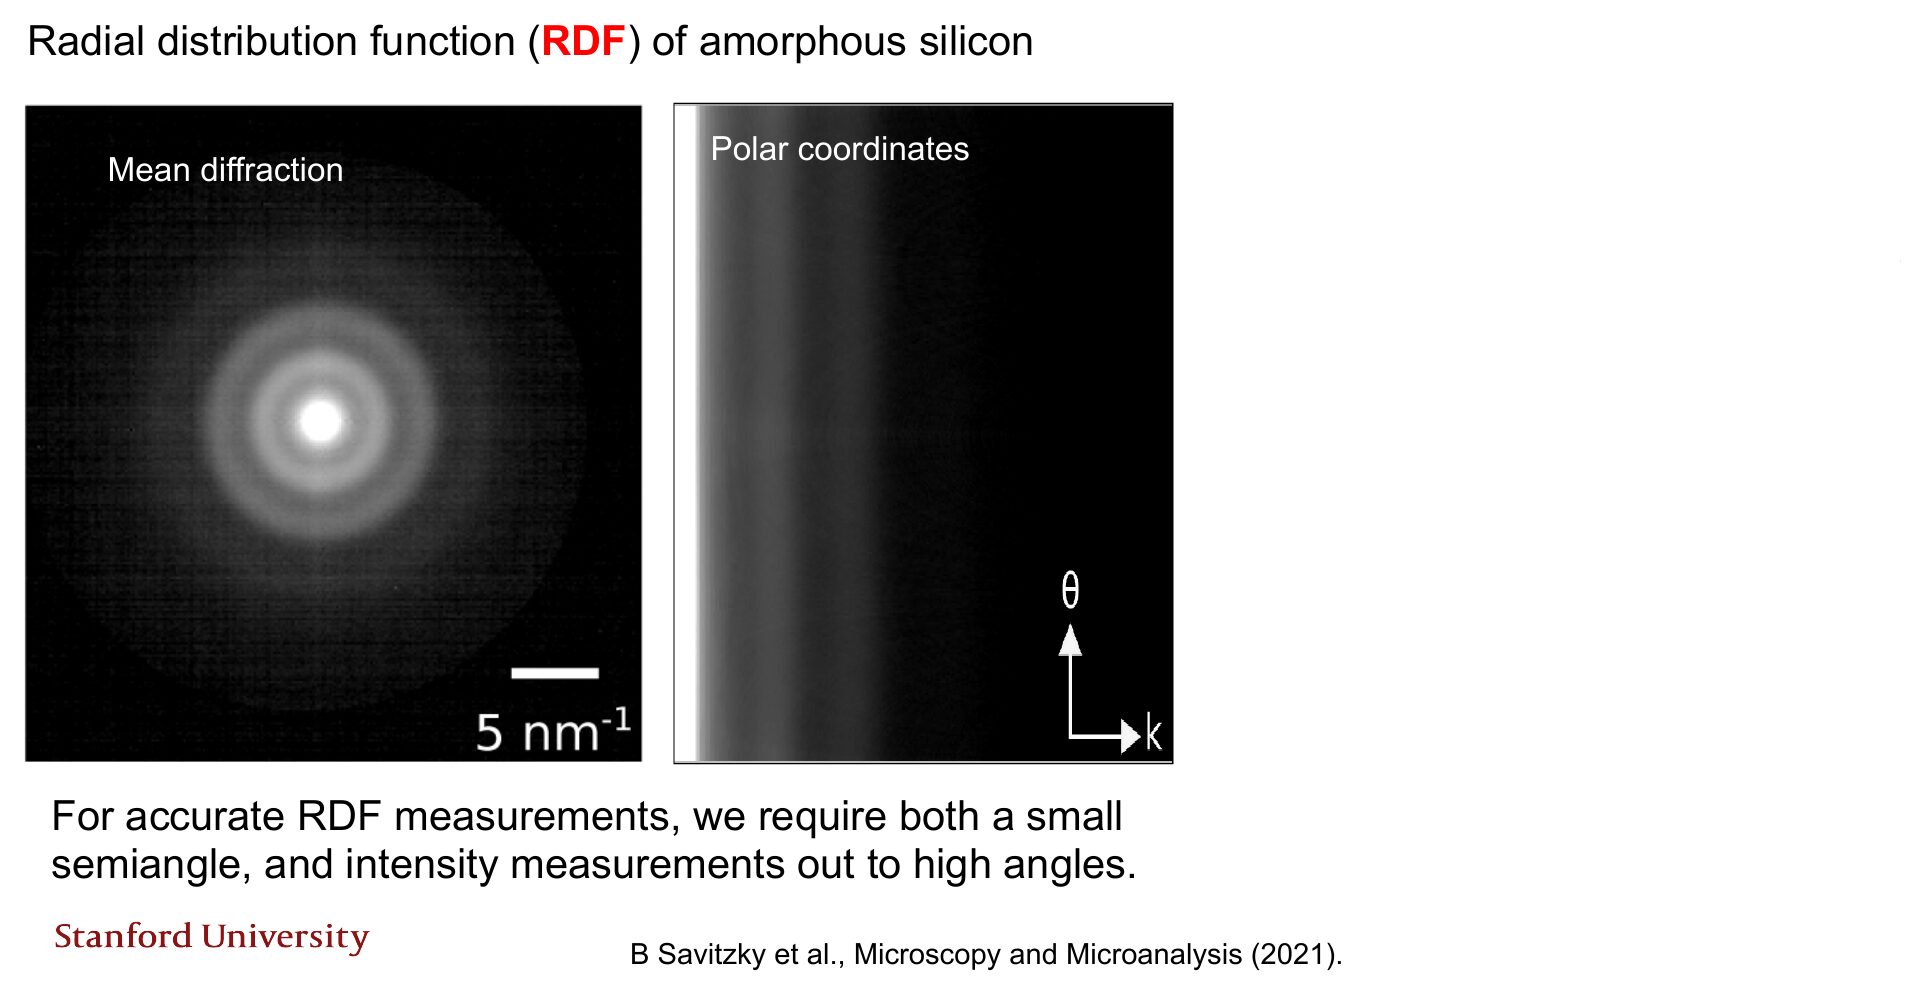 Radial distribution function (RDF) of amorphous silicon
Mean diffraction
5 nm⁻¹
Polar coordinates
θ
k
For accurate RDF measurements, we require both a small
semiangle, and intensity measurements out to high angles.
Stanford University
B Savitzky et al., Microscopy and Microanalysis (2021).